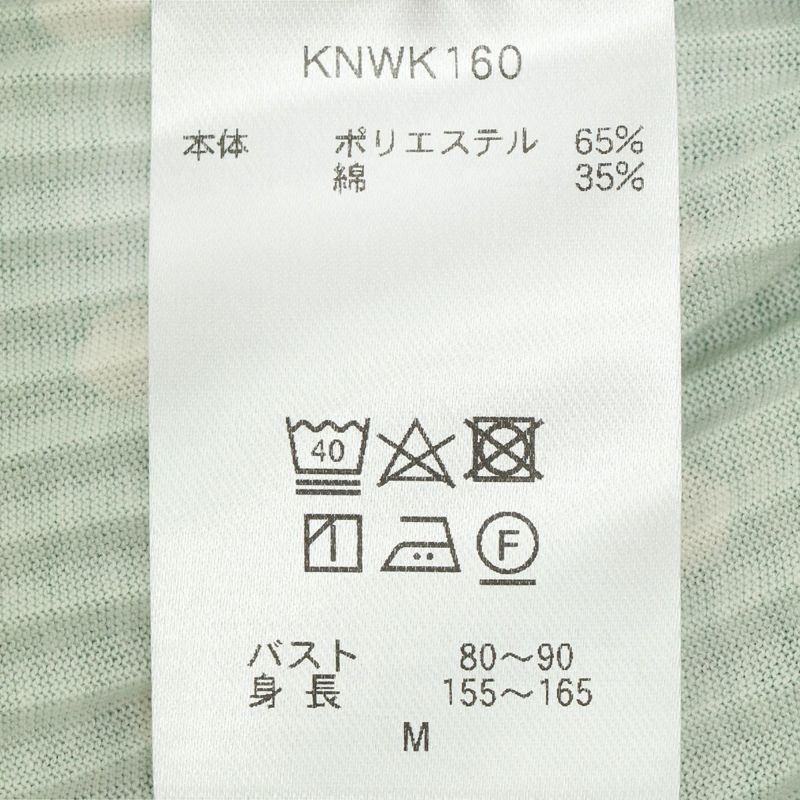 KNWK160
本体 ポリエステル 65%
綿 35%
40
F
バスト 80～90
身長 155～165
M